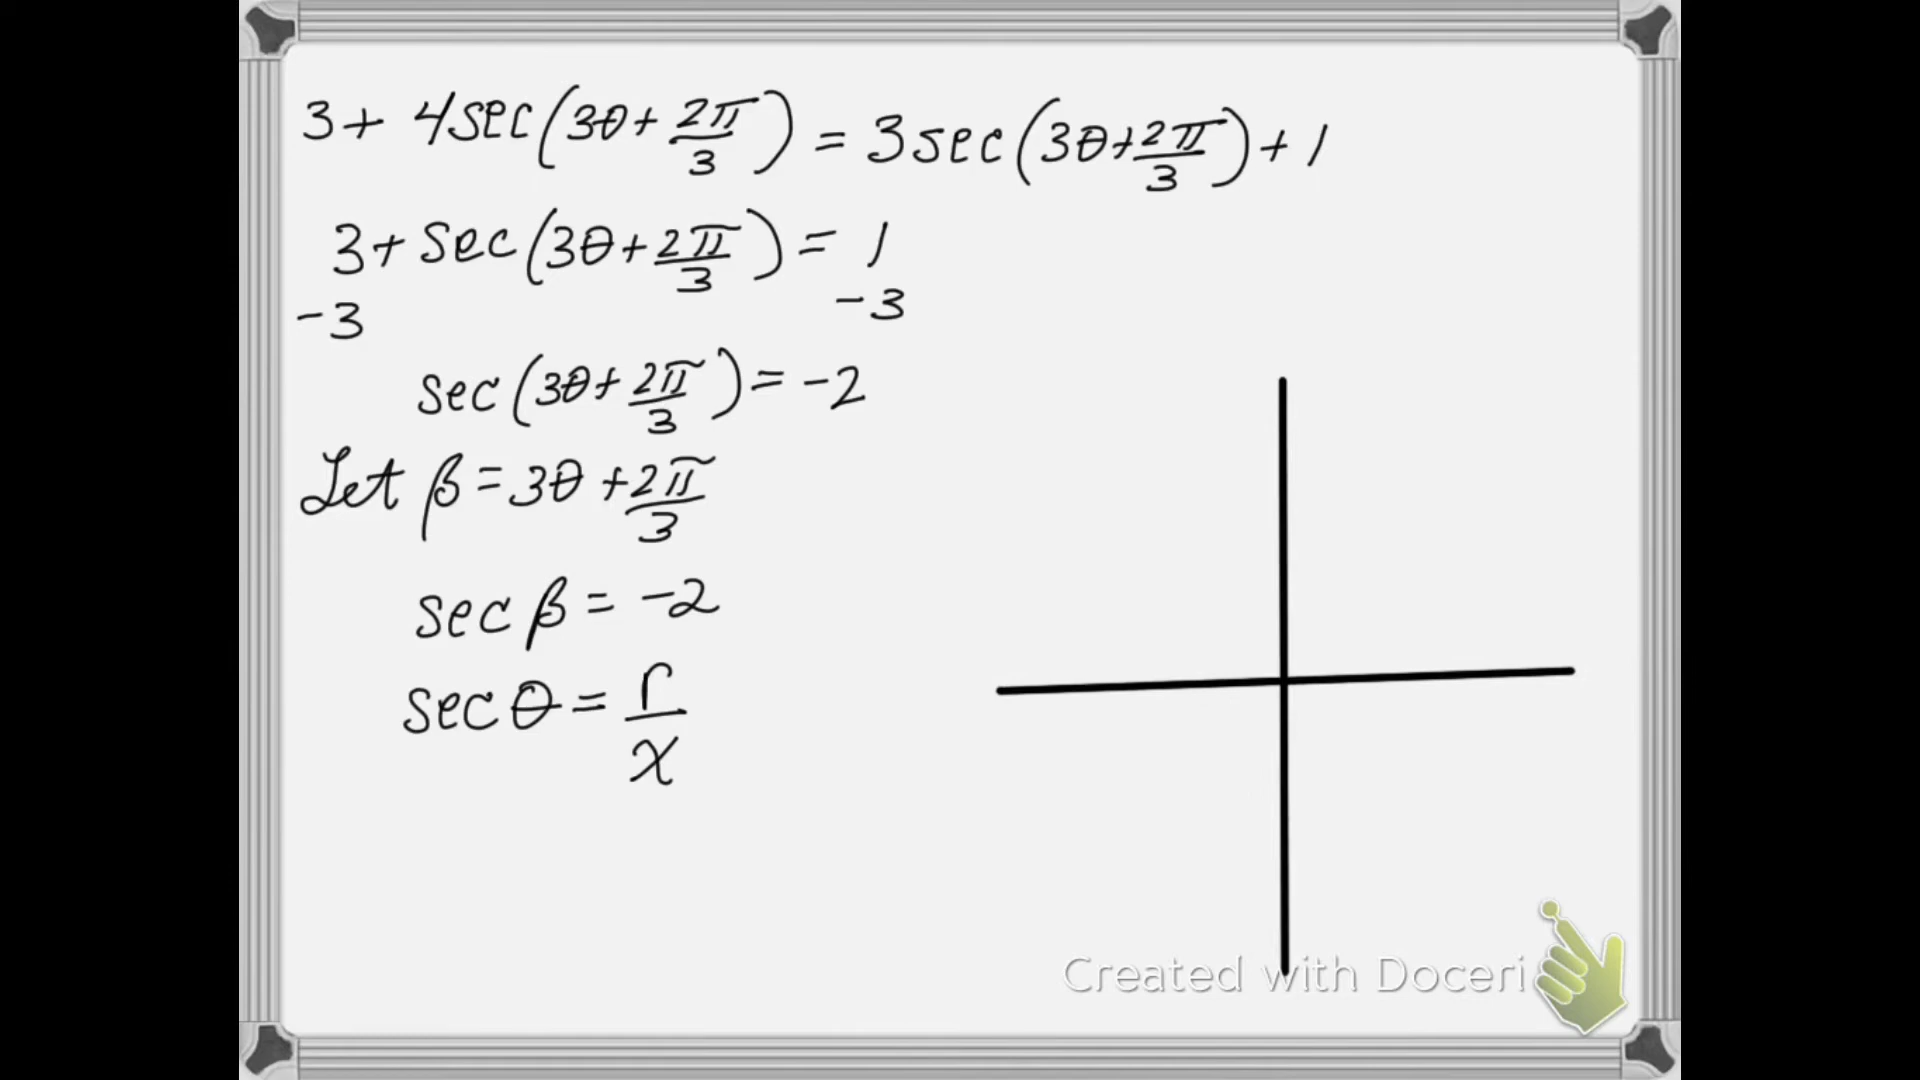 3 + 4sec(3θ + 2π/3) = 3sec(3θ + 2π/3) + 1
3 + sec(3θ + 2π/3) = 1
-3 -3
sec(3θ + 2π/3) = -2
Let β = 3θ + 2π/3
sec β = -2
sec θ = r/x
Created with Doceri